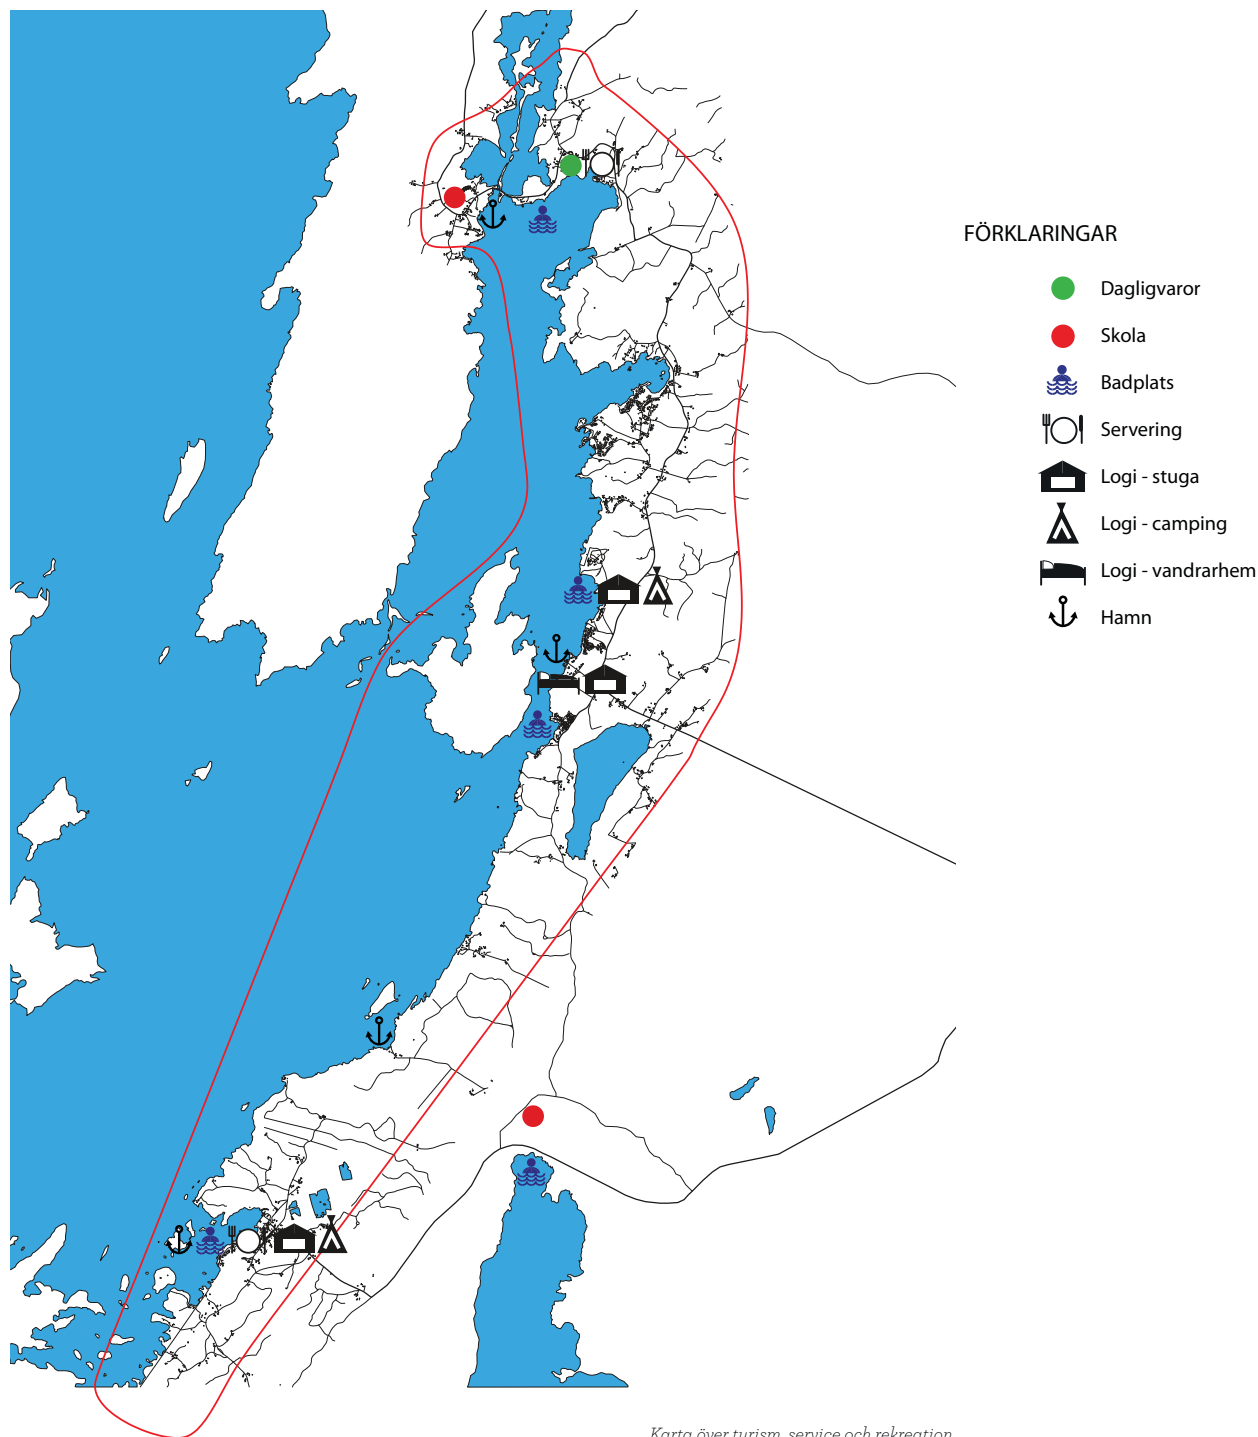 FÖRKLARINGAR
Dagligvaror
Skola
Badplats
Servering
Logi - stuga
Logi - camping
Logi - vandrarhem
Hamn
Karta över turism, service och rekreation